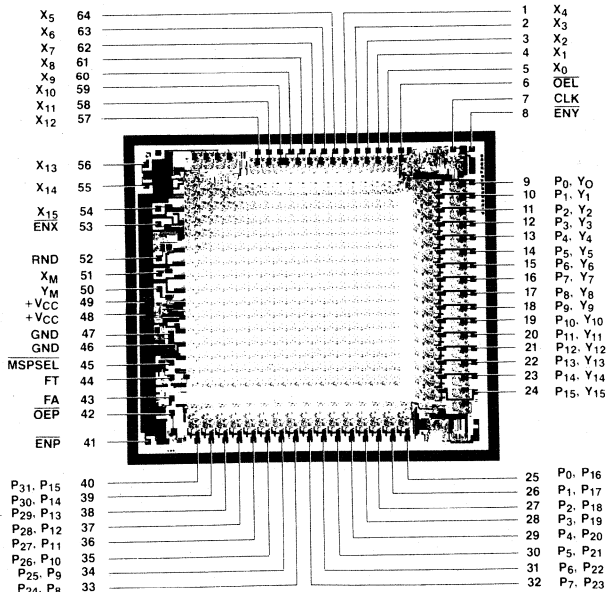 X5 64
X6 63
X7 62
X8 61
X9 60
X10 59
X11 58
X12 57
X13 56
X14 55
X15 54
ENX 53
RND 52
XM 51
YM 50
+VCC 49
+VCC 48
GND 47
GND 46
MSPSEL 45
FT 44
FA 43
OEP 42
ENP 41
P31, P15 40
P30, P14 39
P29, P13 38
P28, P12 37
P27, P11 36
P26, P10 35
P25, P9 34
P24, P8 33
1 X4
2 X3
3 X2
4 X1
5 X0
6 OEL
7 CLK
8 ENY
9 P0, Y0
10 P1, Y1
11 P2, Y2
12 P3, Y3
13 P4, Y4
14 P5, Y5
15 P6, Y6
16 P7, Y7
17 P8, Y8
18 P9, Y9
19 P10, Y10
20 P11, Y11
21 P12, Y12
22 P13, Y13
23 P14, Y14
24 P15, Y15
25 P0, P16
26 P1, P17
27 P2, P18
28 P3, P19
29 P4, P20
30 P5, P21
31 P6, P22
32 P7, P23